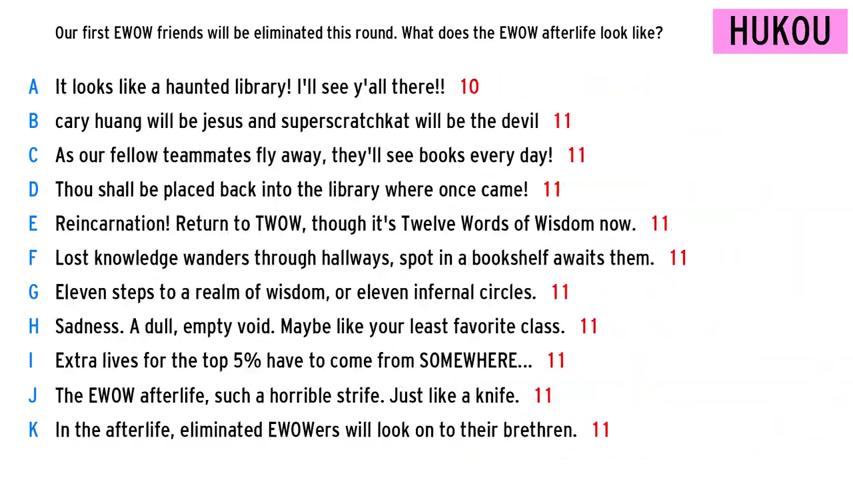 Our first EWOW friends will be eliminated this round. What does the EWOW afterlife look like?
HUKOU
A It looks like a haunted library! I'll see y'all there!! 10
B cary huang will be jesus and superscratchkat will be the devil 11
C As our fellow teammates fly away, they'll see books every day! 11
D Thou shall be placed back into the library where once came! 11
E Reincarnation! Return to TWOW, though it's Twelve Words of Wisdom now. 11
F Lost knowledge wanders through hallways, spot in a bookshelf awaits them. 11
G Eleven steps to a realm of wisdom, or eleven infernal circles. 11
H Sadness. A dull, empty void. Maybe like your least favorite class. 11
I Extra lives for the top 5% have to come from SOMEWHERE... 11
J The EWOW afterlife, such a horrible strife. Just like a knife. 11
K In the afterlife, eliminated EWOWers will look on to their brethren. 11